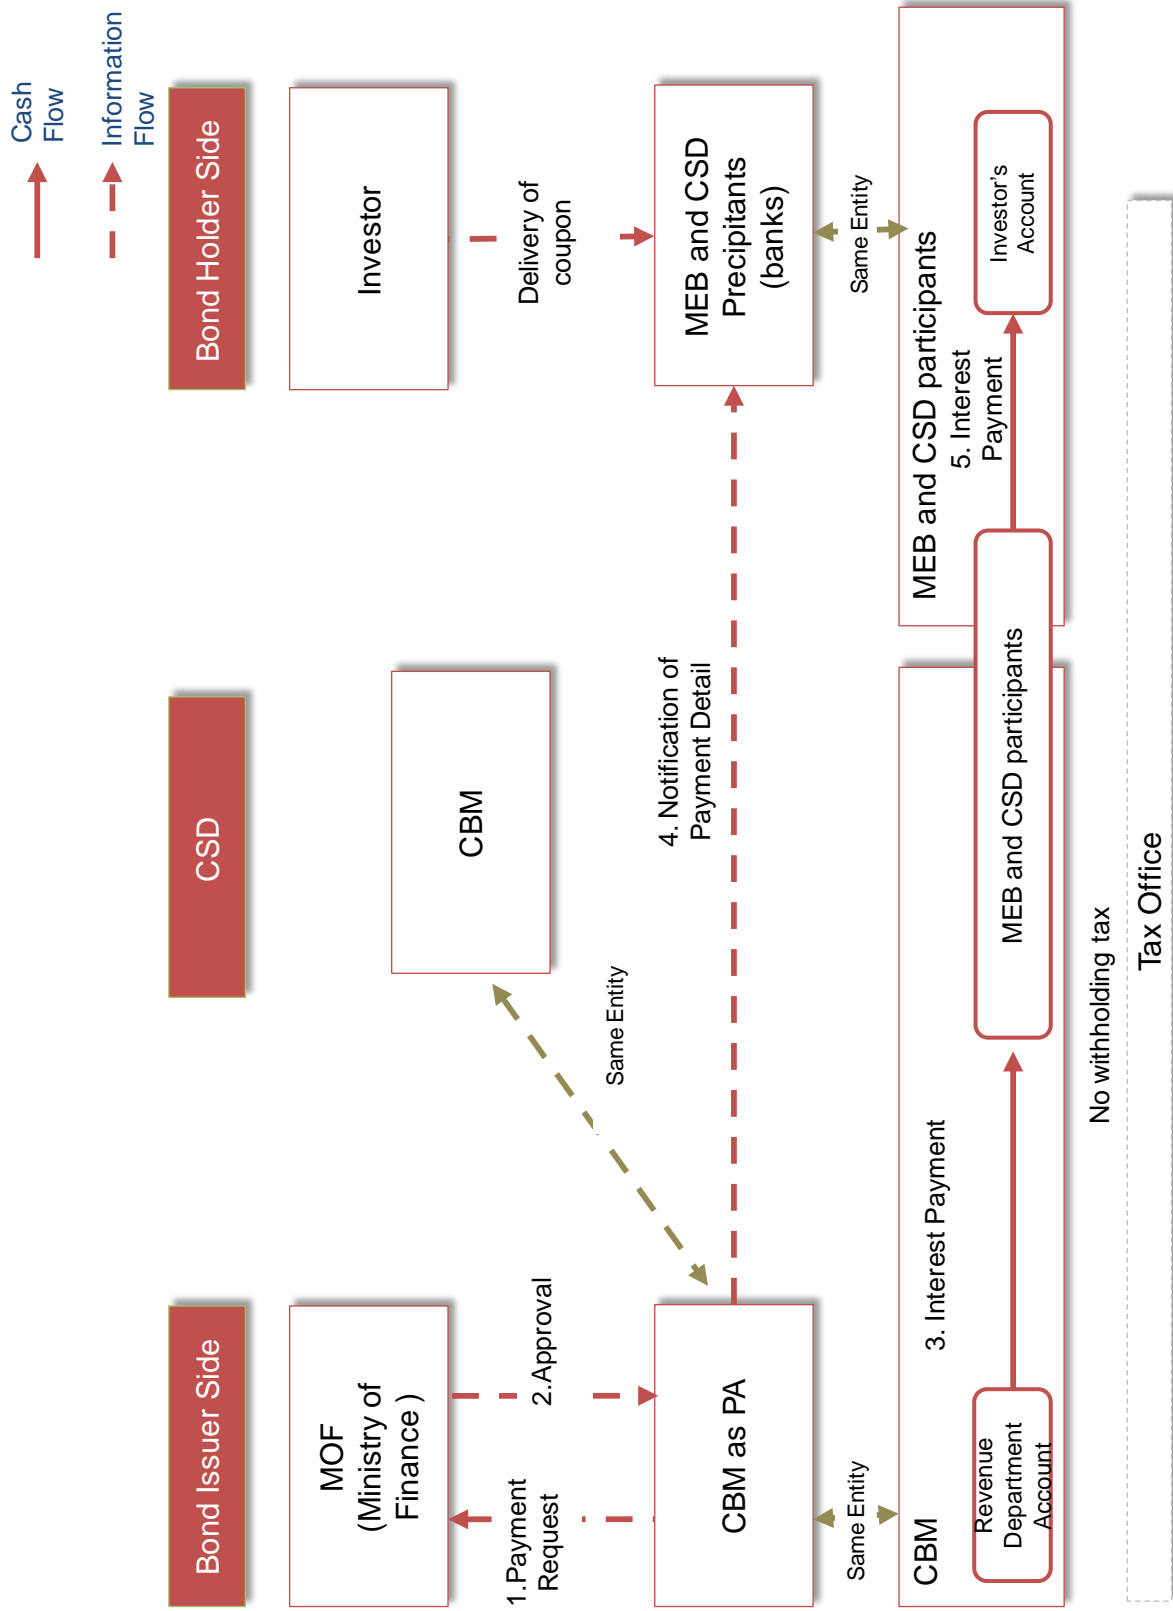 Cash
Flow
Information
Flow
Bond Issuer Side
CSD
Bond Holder Side
MOF
(Ministry of
Finance )
CBM
Investor
1.Payment
Request
2.Approval
Same Entity
Delivery of
coupon
CBM as PA
4. Notification of
Payment Detail
MEB and CSD
Precipitants
(banks)
Same Entity
Same Entity
CBM
3. Interest Payment
Revenue
Department
Account
MEB and CSD participants
MEB and CSD participants
5. Interest
Payment
Investor's
Account
No withholding tax
Tax Office